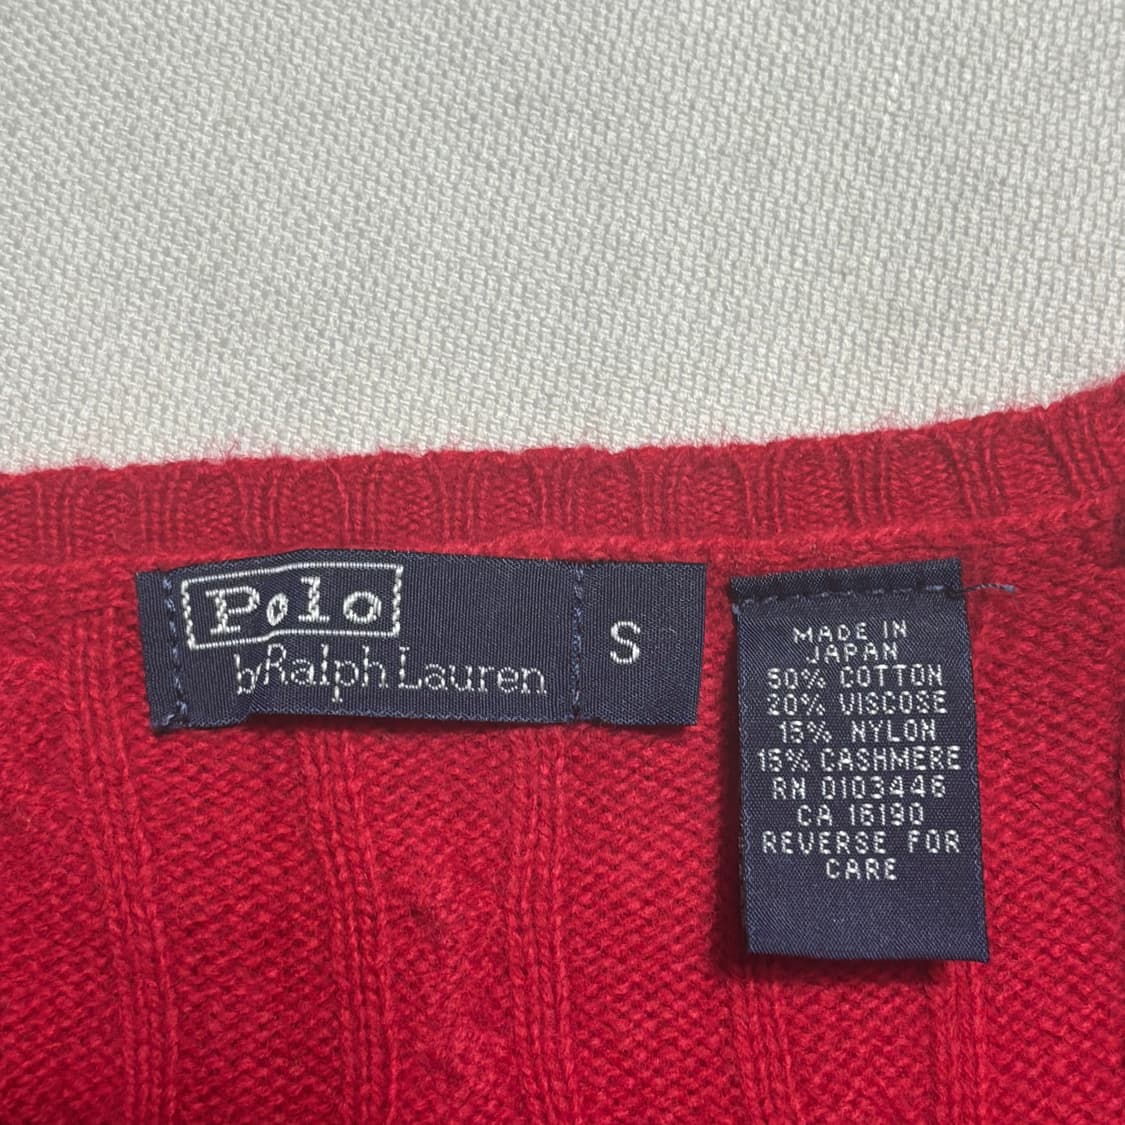 Polo
by Ralph Lauren
S
MADE IN
JAPAN
50% COTTON
20% VISCOSE
15% NYLON
15% CASHMERE
RN 0103446
CA 16190
REVERSE FOR
CARE